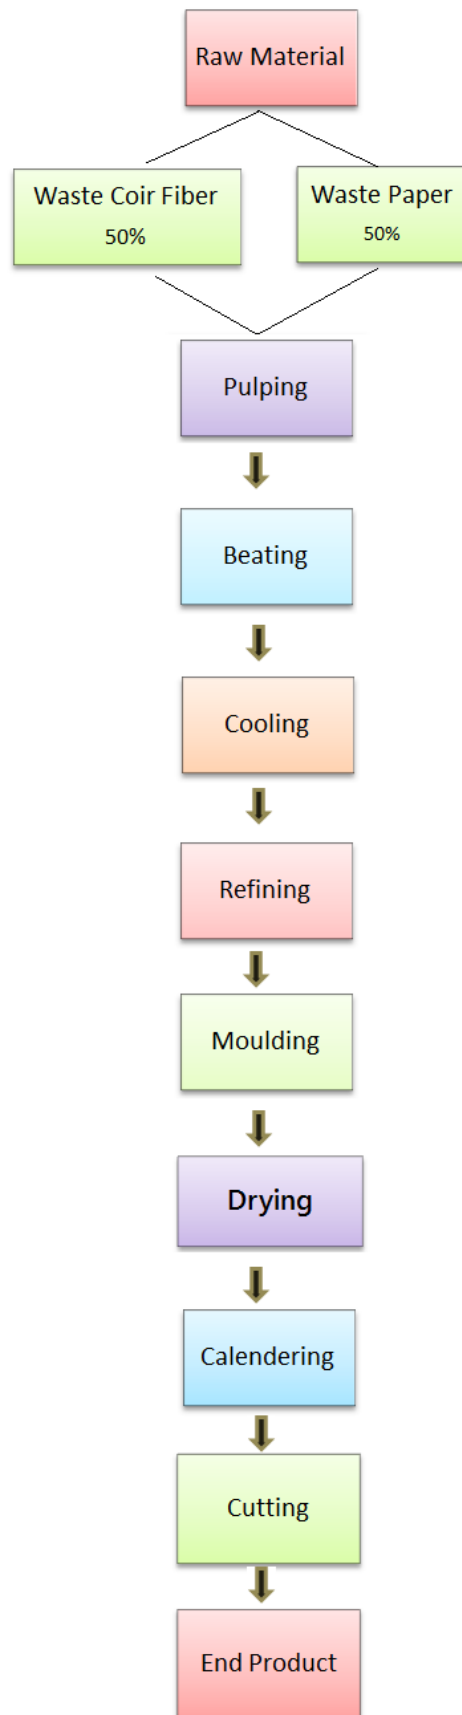 Raw Material
Waste Coir Fiber
50%
Waste Paper
50%
Pulping
Beating
Cooling
Refining
Moulding
Drying
Calendering
Cutting
End Product